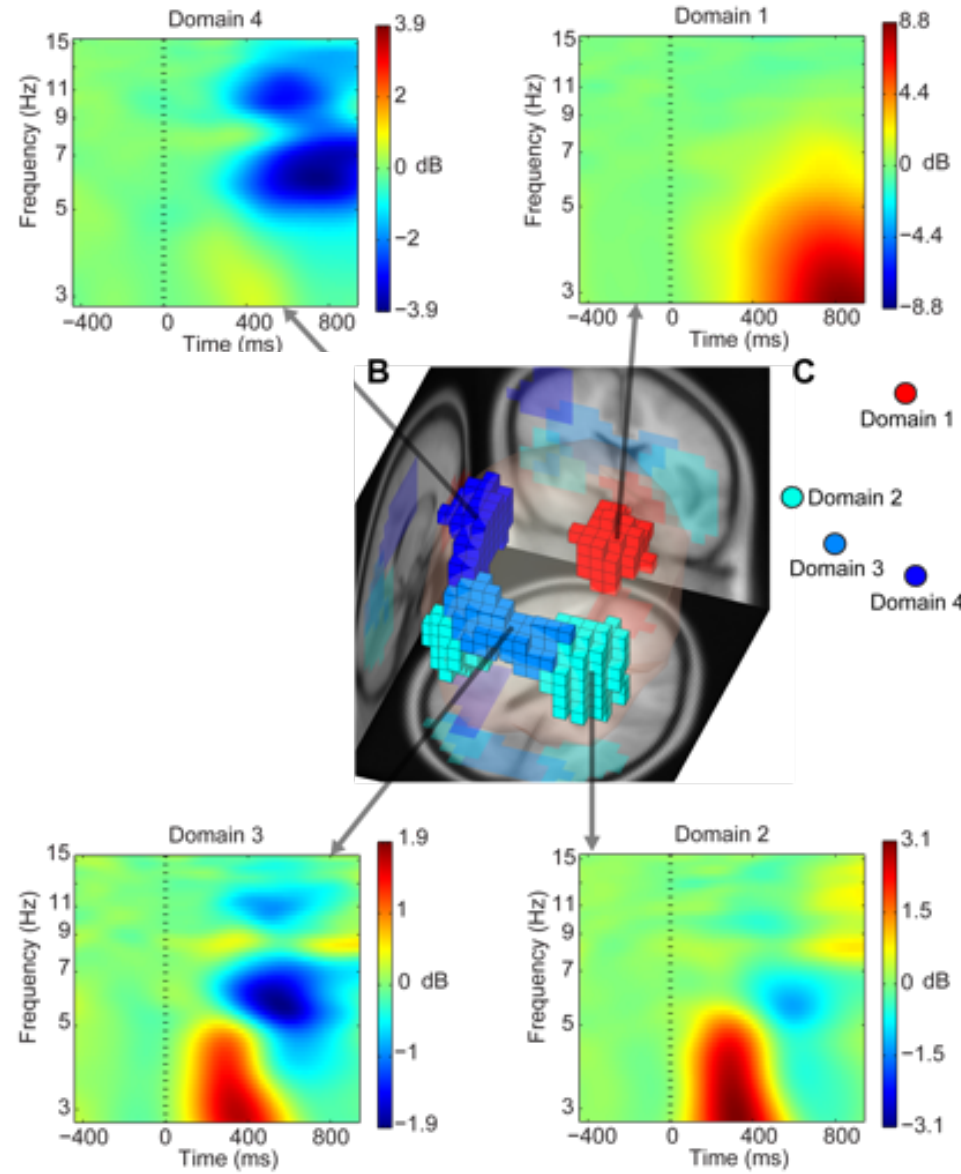 Domain 4
15
11
9
7
5
3
Frequency (Hz)
−400 0 400 800
Time (ms)
3.9
2
0 dB
−2
−3.9
Domain 1
15
11
9
7
5
3
Frequency (Hz)
−400 0 400 800
Time (ms)
8.8
4.4
0 dB
−4.4
−8.8
B
C
Domain 1
Domain 2
Domain 3
Domain 4
Domain 3
15
11
9
7
5
3
Frequency (Hz)
−400 0 400 800
Time (ms)
1.9
1
0 dB
−1
−1.9
Domain 2
15
11
9
7
5
3
Frequency (Hz)
−400 0 400 800
Time (ms)
3.1
1.5
0 dB
−1.5
−3.1